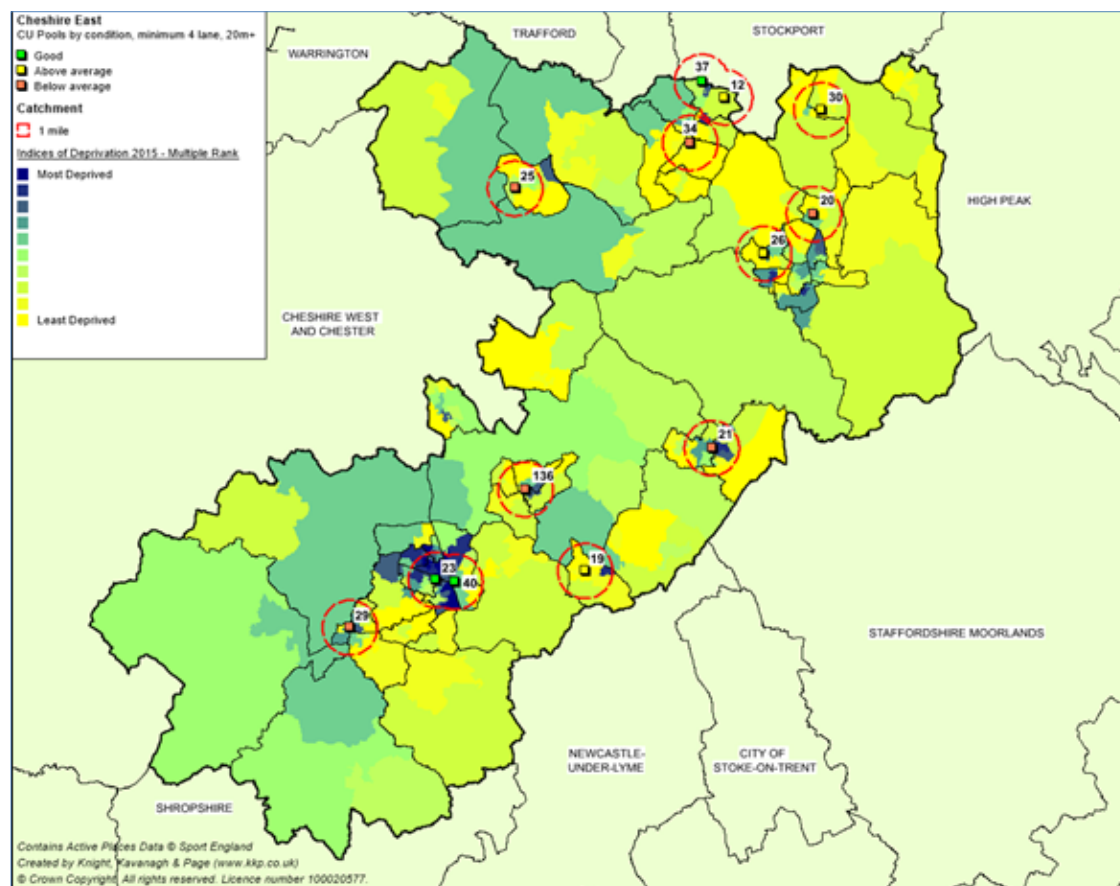 Cheshire East
CU Pools by condition, minimum 4 lane, 20m+
Good
Above average
Below average
Catchment
1 mile
Indices of Deprivation 2015 - Multiple Rank
Most Deprived
Least Deprived
WARRINGTON
TRAFFORD
STOCKPORT
37
12
30
34
25
20
HIGH PEAK
26
CHESHIRE WEST
AND CHESTER
21
136
23
40
19
29
STAFFORDSHIRE MOORLANDS
NEWCASTLE-
UNDER-LYME
CITY OF
STOKE-ON-TRENT
SHROPSHIRE
Contains Active Places Data © Sport England
Created by Knight, Kavanagh & Page (www.kkp.co.uk)
© Crown Copyright. All rights reserved. Licence number 100020577.